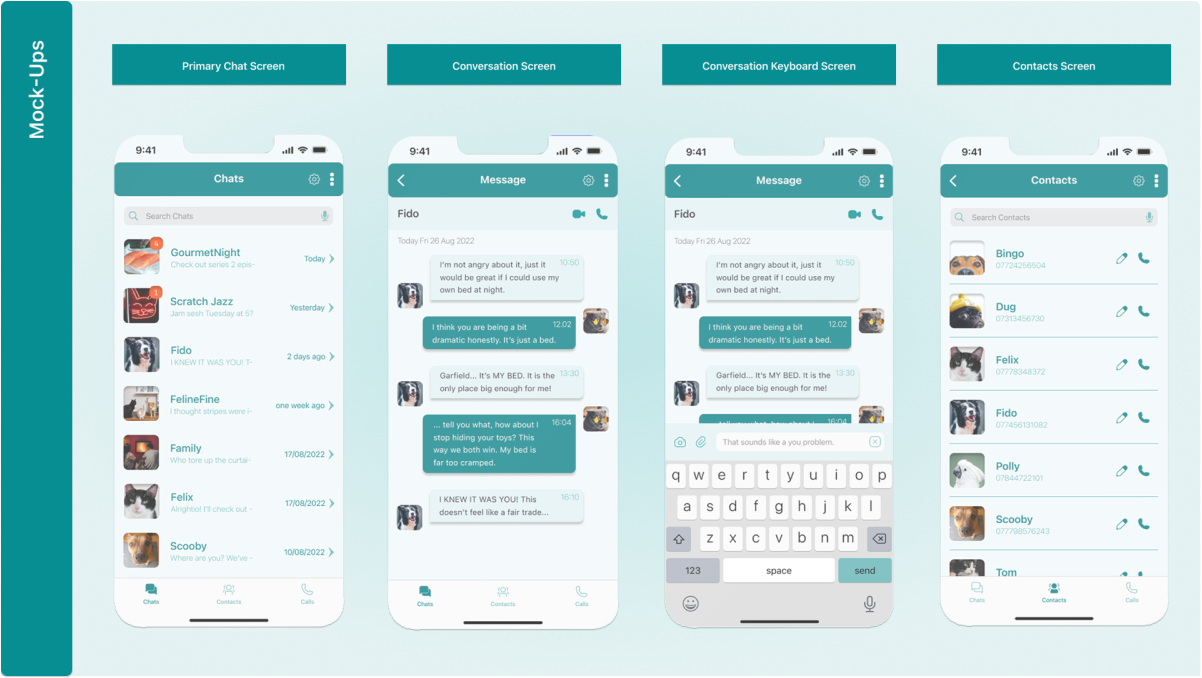 Mock-Ups
Primary Chat Screen
Conversation Screen
Conversation Keyboard Screen
Contacts Screen
9:41
Chats
Search Chats
4
GourmetNight
Check out series 2 epis-
Today
1
Scratch Jazz
Jam sesh Tuesday at 5?
Yesterday
Fido
I KNEW IT WAS YOU! T-
2 days ago
FelineFine
I thought stripes were i-
one week ago
Family
Who tore up the curtai-
17/08/2022
Felix
Alrightio! I'll check out -
17/08/2022
Scooby
Where are you? We've -
10/08/2022
Chats
Contacts
Calls
9:41
Message
Fido
Today Fri 26 Aug 2022
I'm not angry about it, just it 10:50
would be great if I could use my
own bed at night.
I think you are being a bit 12.02
dramatic honestly. It's just a bed.
Garfield... It's MY BED. It is the 13:30
only place big enough for me!
... tell you what, how about I 16:04
stop hiding your toys? This
way we both win. My bed is
far too cramped.
I KNEW IT WAS YOU! This 16:10
doesn't feel like a fair trade...
Chats
Contacts
Calls
9:41
Message
Fido
Today Fri 26 Aug 2022
I'm not angry about it, just it 10:50
would be great if I could use my
own bed at night.
I think you are being a bit 12.02
dramatic honestly. It's just a bed.
Garfield... It's MY BED. It is the 13:30
only place big enough for me!
... tell you what, how about I 16:04
That sounds like a you problem.
q w e r t y u i o p
a s d f g h j k l
z x c v b n m
123 space send
9:41
Contacts
Search Contacts
Bingo
07724256504
Dug
07313456730
Felix
07778348372
Fido
077456131082
Polly
07844722101
Scooby
077798576243
Tom
Chats
Contacts
Calls